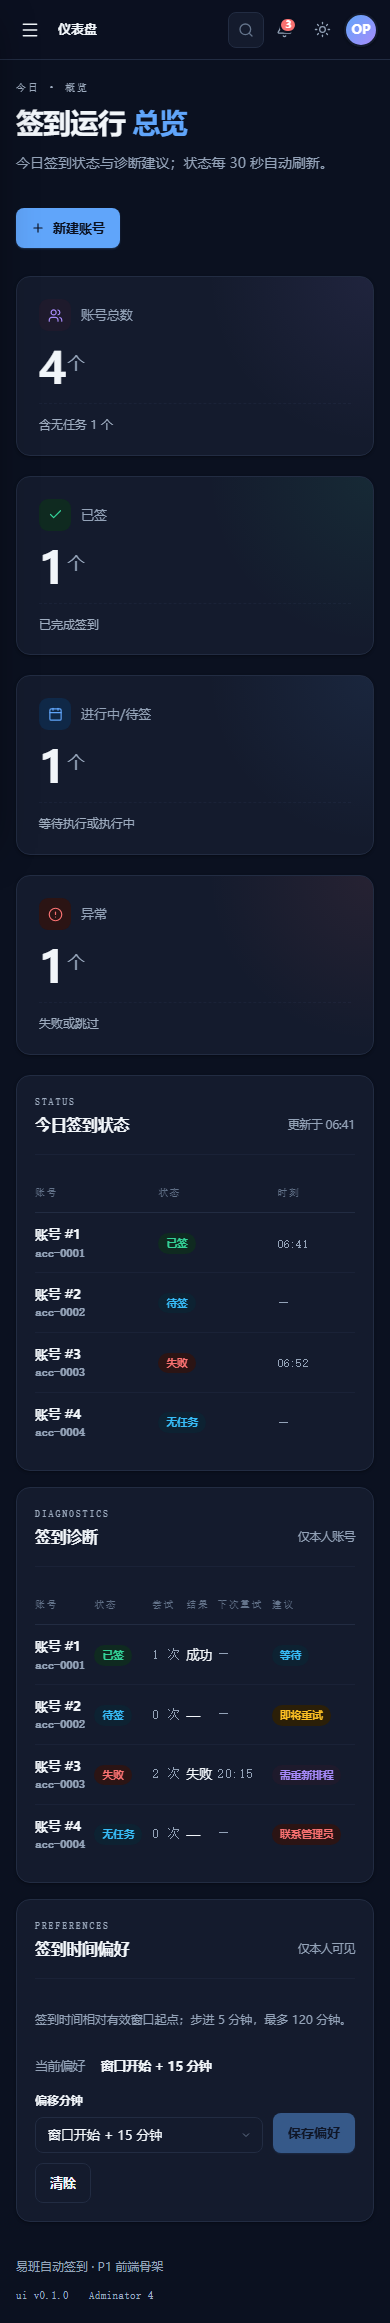 仪表盘
3
OP
今日 • 概览
签到运行 总览
今日签到状态与诊断建议；状态每 30 秒自动刷新。
+ 新建账号
账号总数
4个
含无任务 1 个
已签
1个
已完成签到
进行中/待签
1个
等待执行或执行中
异常
1个
失败或跳过
STATUS
今日签到状态 更新于 06:41
账号 状态 时刻
账号 #1
acc-0001
已签 06:41
账号 #2
acc-0002
待签 —
账号 #3
acc-0003
失败 06:52
账号 #4
acc-0004
无任务 —
DIAGNOSTICS
签到诊断 仅本人账号
账号 状态 尝试 结果 下次重试 建议
账号 #1
acc-0001
已签 1 次 成功 — 等待
账号 #2
acc-0002
待签 0 次 — — 即将重试
账号 #3
acc-0003
失败 2 次 失败 20:15 需重新排程
账号 #4
acc-0004
无任务 0 次 — — 联系管理员
PREFERENCES
签到时间偏好 仅本人可见
签到时间相对有效窗口起点；步进 5 分钟，最多 120 分钟。
当前偏好 窗口开始 + 15 分钟
偏移分钟
窗口开始 + 15 分钟 保存偏好
清除
易班自动签到 · P1 前端骨架
ui v0.1.0 Adminator 4